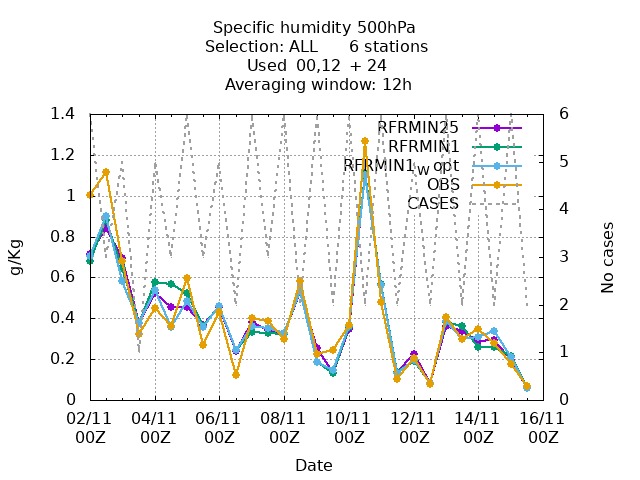 Specific humidity 500hPa
Selection: ALL 6 stations
Used 00,12 + 24
Averaging window: 12h
1.4
1.2
1
0.8
0.6
0.4
0.2
0
g/Kg
6
5
4
3
2
1
0
No cases
RFRMIN25
RFRMIN1
RFRMIN1wopt
OBS
CASES
02/11 04/11 06/11 08/11 10/11 12/11 14/11 16/11
00Z 00Z 00Z 00Z 00Z 00Z 00Z 00Z
Date